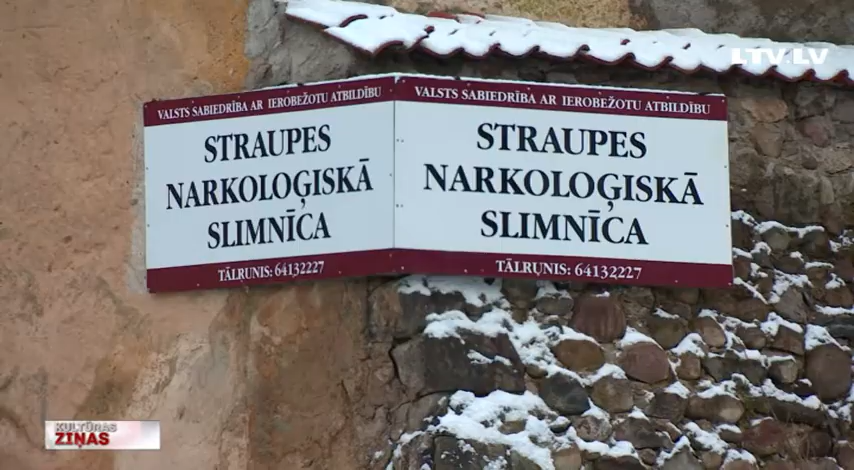 LTV.LV
VALSTS SABIEDRĪBA AR IEROBEŽOTU ATBILDĪBU
STRAUPES
NARKOLOĢISKĀ
SLIMNĪCA
TĀLRUNIS: 64132227
VALSTS SABIEDRĪBA AR IEROBEŽOTU ATBILDĪBU
STRAUPES
NARKOLOĢISKĀ
SLIMNĪCA
TĀLRUNIS: 64132227
KULTŪRAS
ZIŅAS